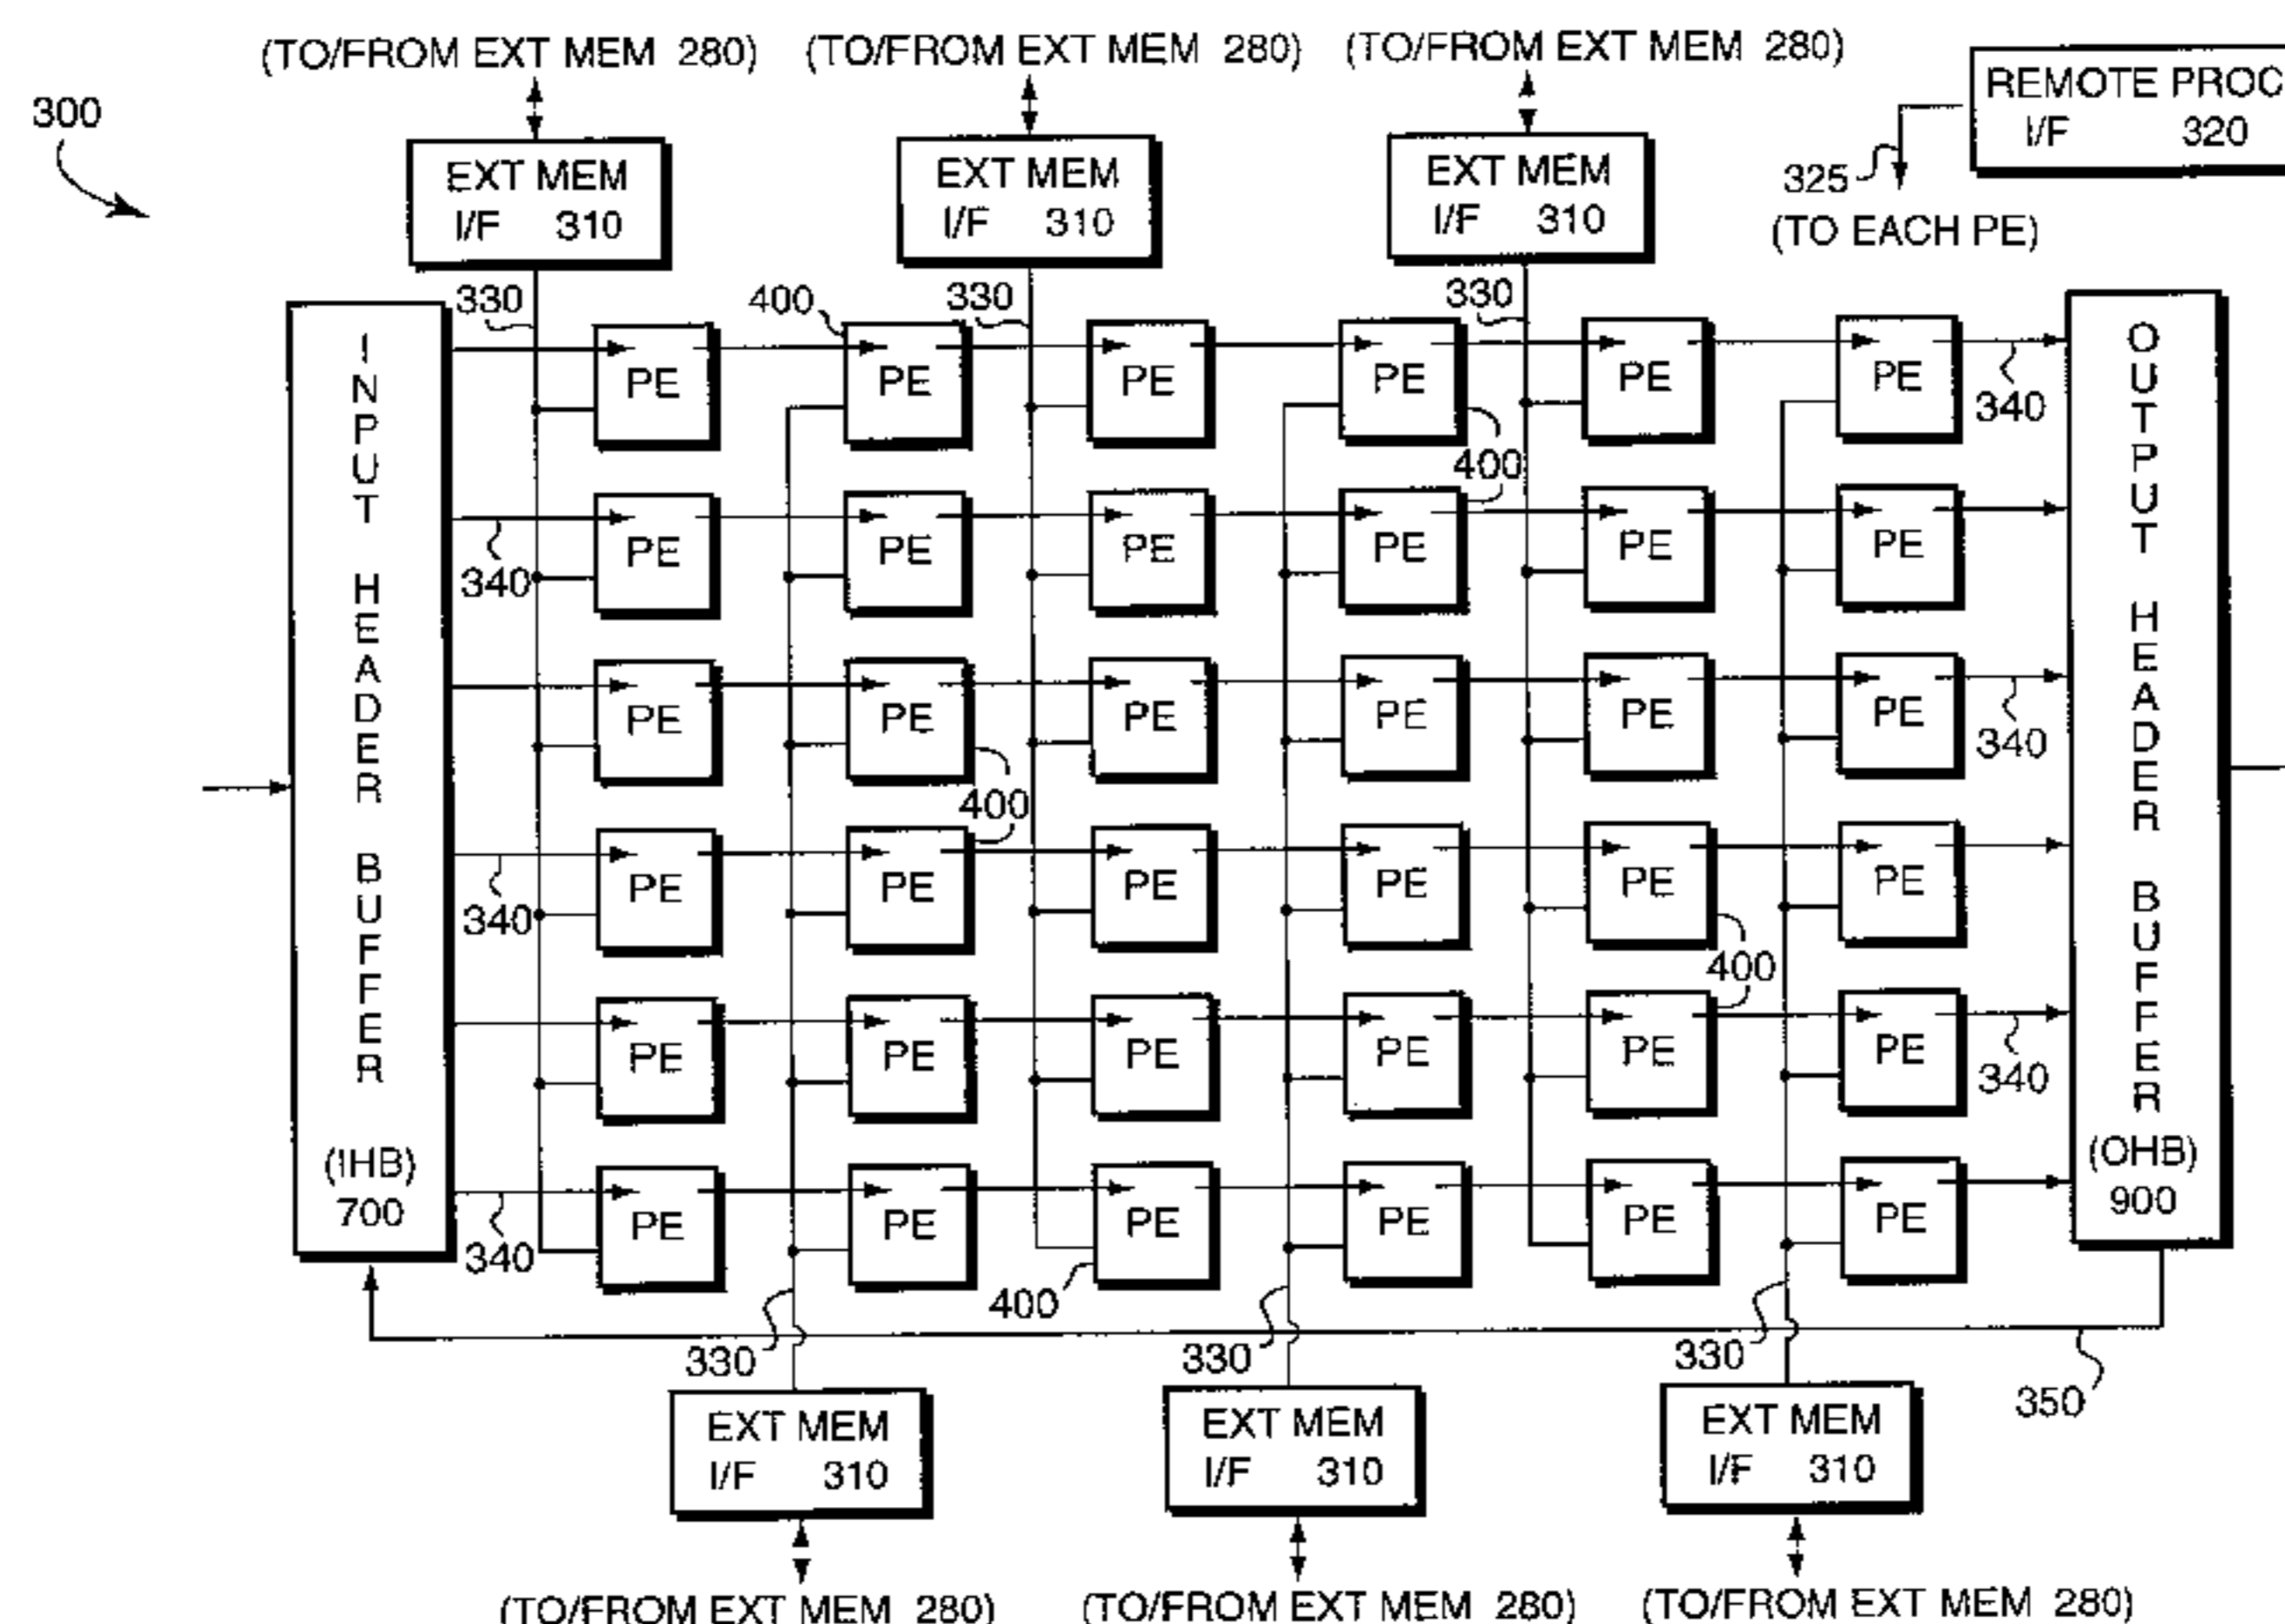 (TO/FROM EXT MEM 280) (TO/FROM EXT MEM 280) (TO/FROM EXT MEM 280)
REMOTE PROC
I/F 320
300
325
(TO EACH PE)
EXT MEM
I/F 310
EXT MEM
I/F 310
EXT MEM
I/F 310
330 400 330 330
INPUT HEADER BUFFER
(IHB)
700
PE PE PE PE PE PE
340
400
PE PE PE PE PE PE
340
PE PE PE PE PE PE
340
400
PE PE PE PE PE PE
340
400
PE PE PE PE PE PE
340
PE PE PE PE PE PE
340
400
OUTPUT HEADER BUFFER
(OHB)
900
330 330 330
350
EXT MEM
I/F 310
EXT MEM
I/F 310
EXT MEM
I/F 310
(TO/FROM EXT MEM 280) (TO/FROM EXT MEM 280) (TO/FROM EXT MEM 280)